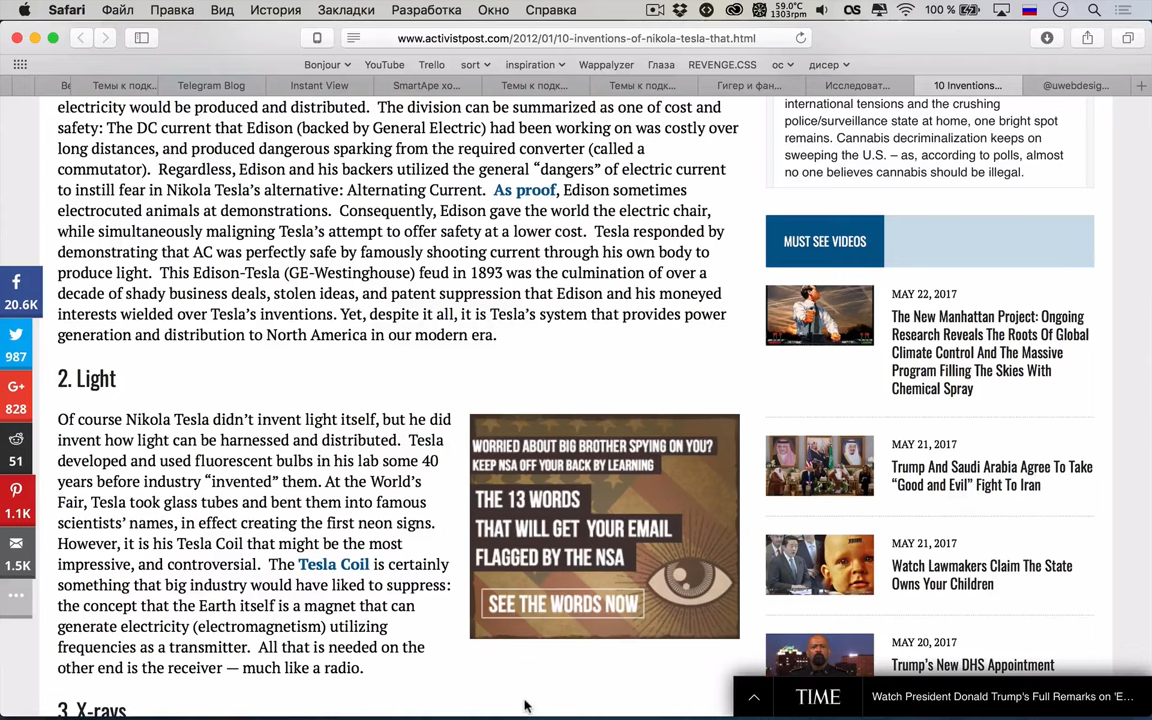 Safari Файл Правка Вид История Закладки Разработка Окно Справка
59.0°C
1303rpm
100 %
www.activistpost.com/2012/01/10-inventions-of-nikola-tesla-that.html
Bonjour YouTube Trello sort inspiration Wappalyzer Глаза REVENGE.CSS ос дисер
Темы к подк... Telegram Blog Instant View SmartApe хо... Темы к подк... Темы к подк... Гигер и фан... Исследоват... 10 Inventions... @uwebdesig...
electricity would be produced and distributed. The division can be summarized as one of cost and
safety: The DC current that Edison (backed by General Electric) had been working on was costly over
long distances, and produced dangerous sparking from the required converter (called a
commutator). Regardless, Edison and his backers utilized the general “dangers” of electric current
to instill fear in Nikola Tesla’s alternative: Alternating Current. As proof, Edison sometimes
electrocuted animals at demonstrations. Consequently, Edison gave the world the electric chair,
while simultaneously maligning Tesla’s attempt to offer safety at a lower cost. Tesla responded by
demonstrating that AC was perfectly safe by famously shooting current through his own body to
produce light. This Edison-Tesla (GE-Westinghouse) feud in 1893 was the culmination of over a
decade of shady business deals, stolen ideas, and patent suppression that Edison and his moneyed
interests wielded over Tesla’s inventions. Yet, despite it all, it is Tesla’s system that provides power
generation and distribution to North America in our modern era.
2. Light
Of course Nikola Tesla didn’t invent light itself, but he did
invent how light can be harnessed and distributed. Tesla
developed and used fluorescent bulbs in his lab some 40
years before industry “invented” them. At the World’s
Fair, Tesla took glass tubes and bent them into famous
scientists’ names, in effect creating the first neon signs.
However, it is his Tesla Coil that might be the most
impressive, and controversial. The Tesla Coil is certainly
something that big industry would have liked to suppress:
the concept that the Earth itself is a magnet that can
generate electricity (electromagnetism) utilizing
frequencies as a transmitter. All that is needed on the
other end is the receiver — much like a radio.
3. X-rays
WORRIED ABOUT BIG BROTHER SPYING ON YOU?
KEEP NSA OFF YOUR BACK BY LEARNING
THE 13 WORDS
THAT WILL GET YOUR EMAIL
FLAGGED BY THE NSA
SEE THE WORDS NOW
20.6K
987
G+
828
51
1.1K
1.5K
international tensions and the crushing
police/surveillance state at home, one bright spot
remains. Cannabis decriminalization keeps on
sweeping the U.S. – as, according to polls, almost
no one believes cannabis should be illegal.
MUST SEE VIDEOS
MAY 22, 2017
The New Manhattan Project: Ongoing
Research Reveals The Roots Of Global
Climate Control And The Massive
Program Filling The Skies With
Chemical Spray
MAY 21, 2017
Trump And Saudi Arabia Agree To Take
“Good and Evil” Fight To Iran
MAY 21, 2017
Watch Lawmakers Claim The State
Owns Your Children
MAY 20, 2017
Trump’s New DHS Appointment
TIME Watch President Donald Trump's Full Remarks on 'E...